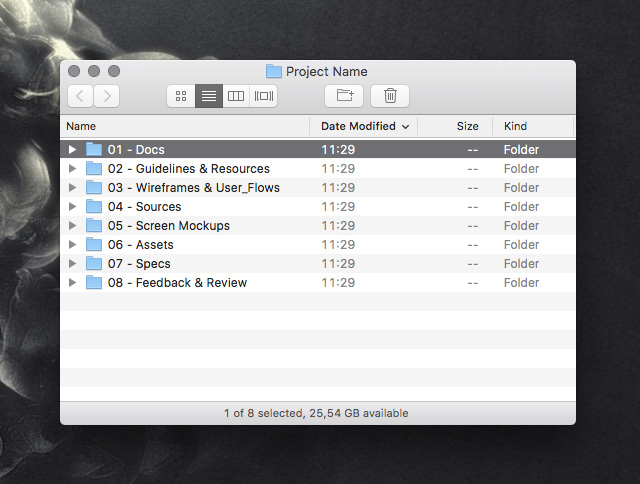 Project Name
Name Date Modified Size Kind
01 - Docs 11:29 -- Folder
02 - Guidelines & Resources 11:29 -- Folder
03 - Wireframes & User_Flows 11:29 -- Folder
04 - Sources 11:29 -- Folder
05 - Screen Mockups 11:29 -- Folder
06 - Assets 11:29 -- Folder
07 - Specs 11:29 -- Folder
08 - Feedback & Review 11:29 -- Folder
1 of 8 selected, 25,54 GB available